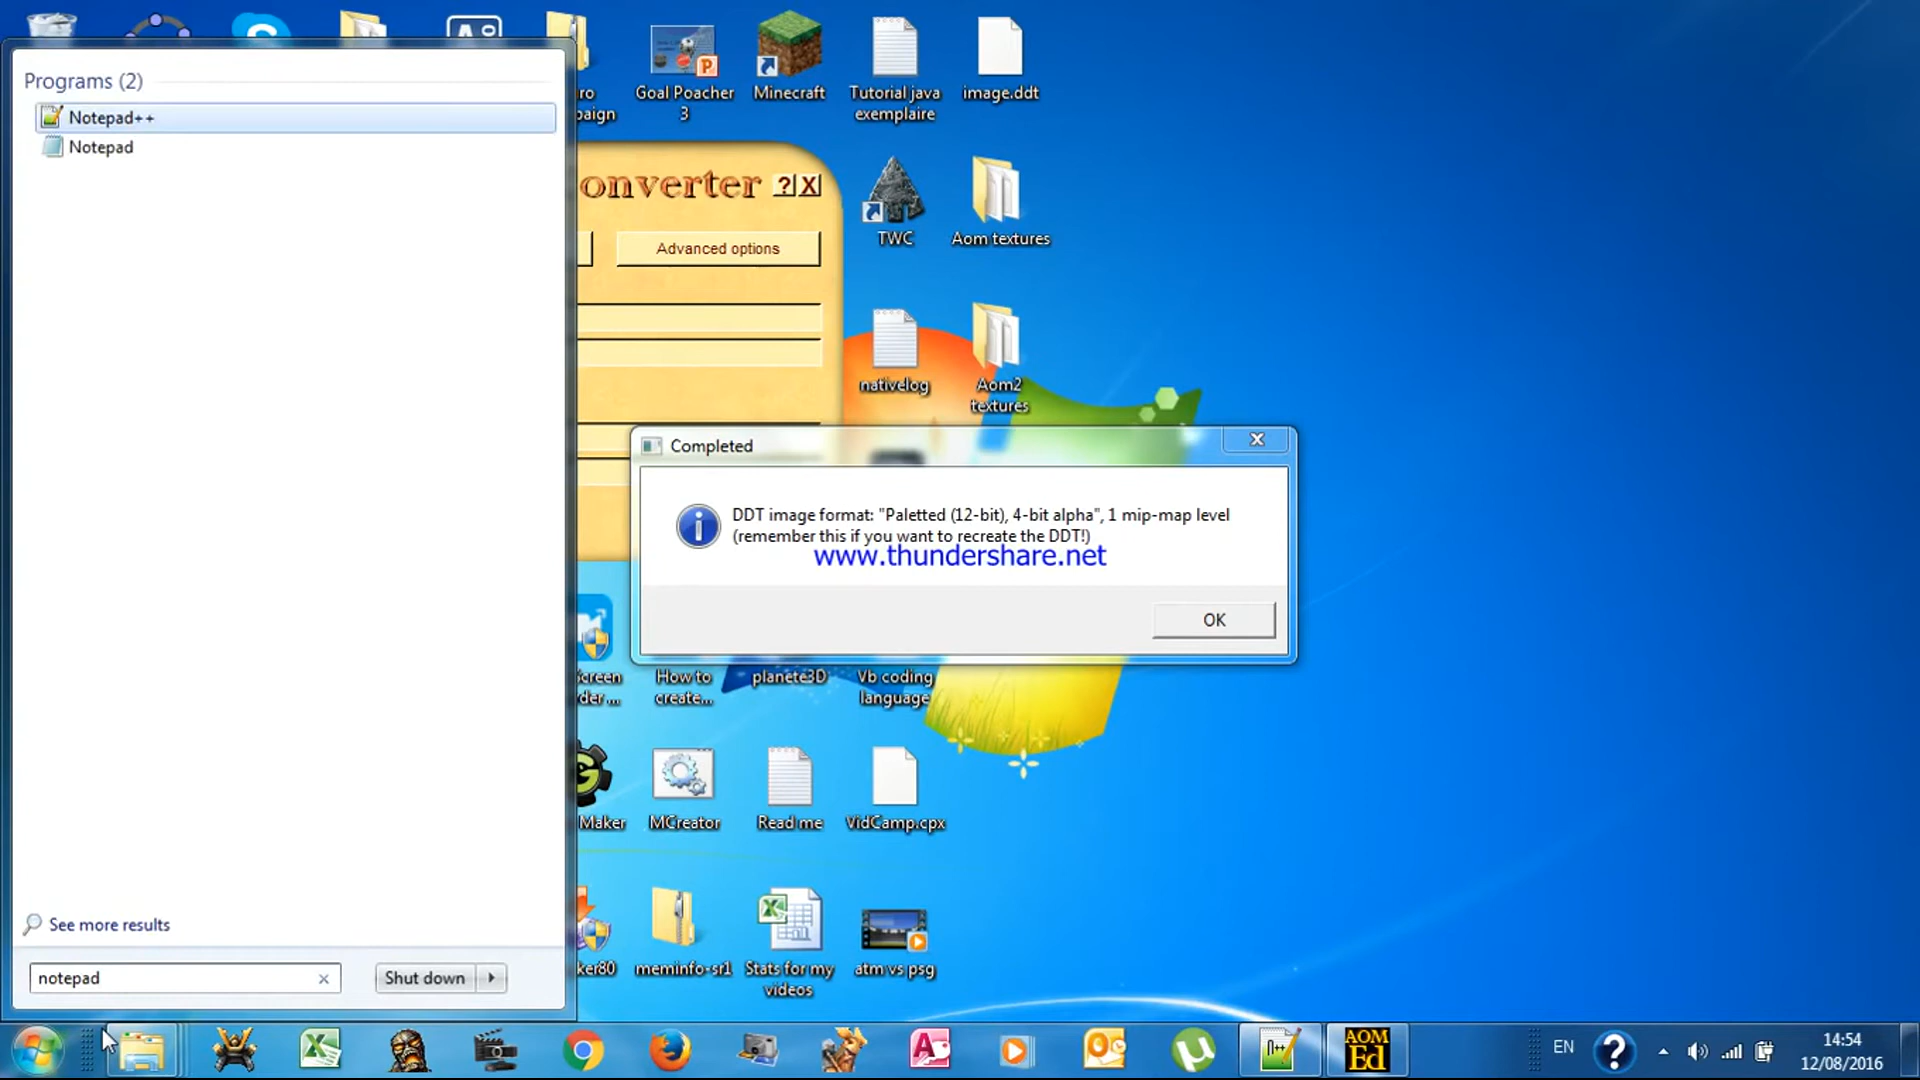 Programs (2)
Notepad++
Notepad
See more results
notepad
Shut down
Goal Poacher
3
Minecraft
Tutorial java
exemplaire
image.ddt
onverter ? X
Advanced options
TWC
Aom textures
nativelog
Aom2
textures
Completed
DDT image format: "Paletted (12-bit), 4-bit alpha", 1 mip-map level
(remember this if you want to recreate the DDT!)
www.thundershare.net
OK
How to
create...
planete3D
Vb coding
language
Maker
MCreator
Read me
VidCamp.cpx
ker80
meminfo-sr1
Stats for my
videos
atm vs psg
AOM
Ed
EN
14:54
12/08/2016